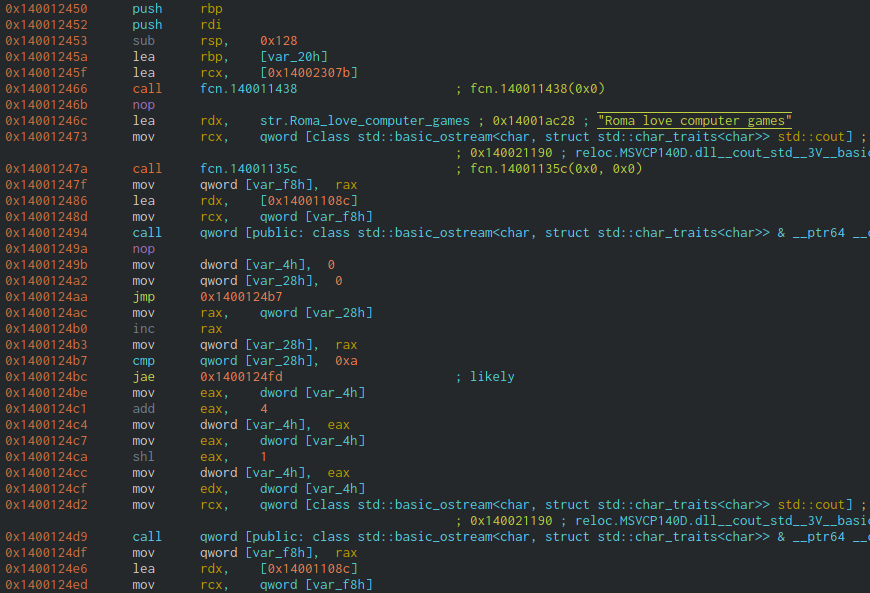 0x140012450 push rbp
0x140012452 push rdi
0x140012453 sub rsp, 0x128
0x14001245a lea rbp, [var_20h]
0x14001245f lea rcx, [0x14002307b]
0x140012466 call fcn.140011438 ; fcn.140011438(0x0)
0x14001246b nop
0x14001246c lea rdx, str.Roma_love_computer_games ; 0x14001ac28 ; "Roma love computer games"
0x140012473 mov rcx, qword [class std::basic_ostream<char, struct std::char_traits<char>> std::cout] ;
; 0x140021190 ; reloc.MSVCP140D.dll__cout_std__3V__basic
0x14001247a call fcn.14001135c ; fcn.14001135c(0x0, 0x0)
0x14001247f mov qword [var_f8h], rax
0x140012486 lea rdx, [0x14001108c]
0x14001248d mov rcx, qword [var_f8h]
0x140012494 call qword [public: class std::basic_ostream<char, struct std::char_traits<char>> & __ptr64 __
0x14001249a nop
0x14001249b mov dword [var_4h], 0
0x1400124a2 mov qword [var_28h], 0
0x1400124aa jmp 0x1400124b7
0x1400124ac mov rax, qword [var_28h]
0x1400124b0 inc rax
0x1400124b3 mov qword [var_28h], rax
0x1400124b7 cmp qword [var_28h], 0xa
0x1400124bc jae 0x1400124fd ; likely
0x1400124be mov eax, dword [var_4h]
0x1400124c1 add eax, 4
0x1400124c4 mov dword [var_4h], eax
0x1400124c7 mov eax, dword [var_4h]
0x1400124ca shl eax, 1
0x1400124cc mov dword [var_4h], eax
0x1400124cf mov edx, dword [var_4h]
0x1400124d2 mov rcx, qword [class std::basic_ostream<char, struct std::char_traits<char>> std::cout] ;
; 0x140021190 ; reloc.MSVCP140D.dll__cout_std__3V__basic
0x1400124d9 call qword [public: class std::basic_ostream<char, struct std::char_traits<char>> & __ptr64 __
0x1400124df mov qword [var_f8h], rax
0x1400124e6 lea rdx, [0x14001108c]
0x1400124ed mov rcx, qword [var_f8h]